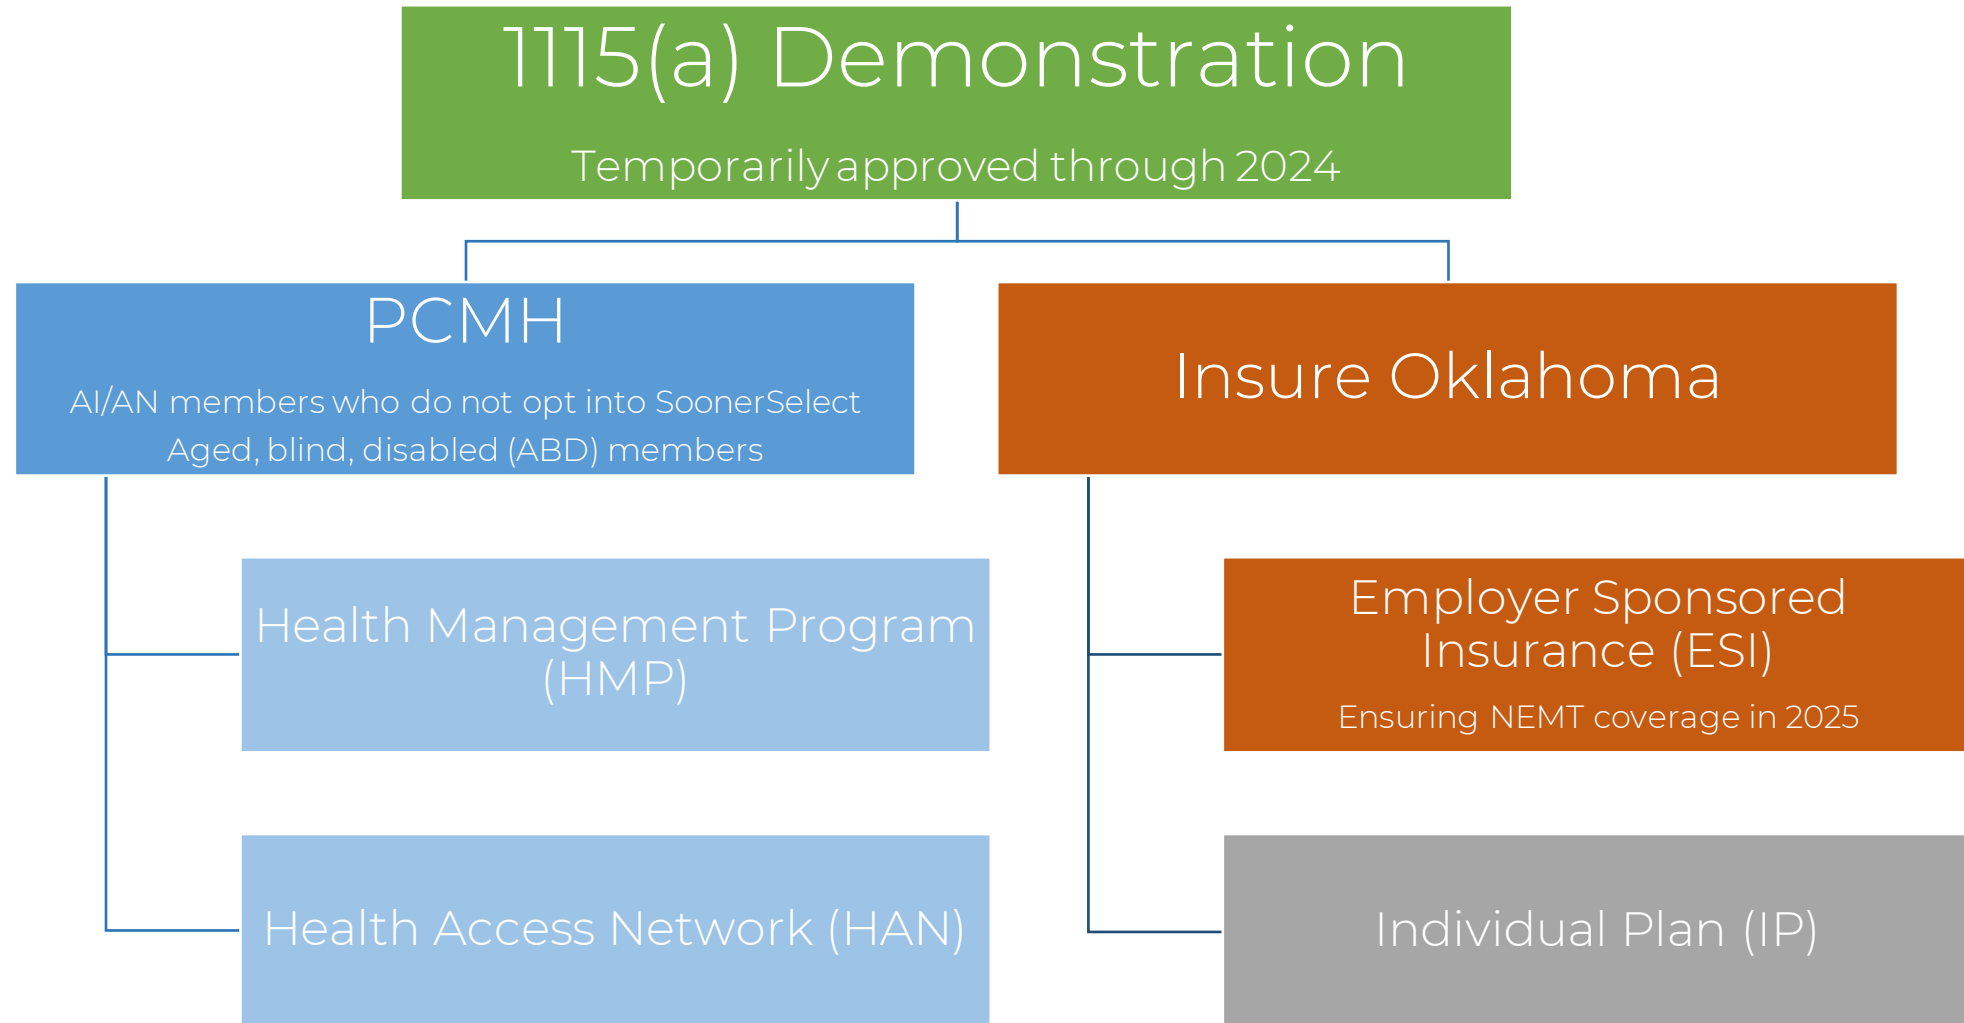 1115(a) Demonstration
Temporarily approved through 2024
PCMH
AI/AN members who do not opt into SoonerSelect
Aged, blind, disabled (ABD) members
Insure Oklahoma
Health Management Program
(HMP)
Employer Sponsored
Insurance (ESI)
Ensuring NEMT coverage in 2025
Health Access Network (HAN)
Individual Plan (IP)